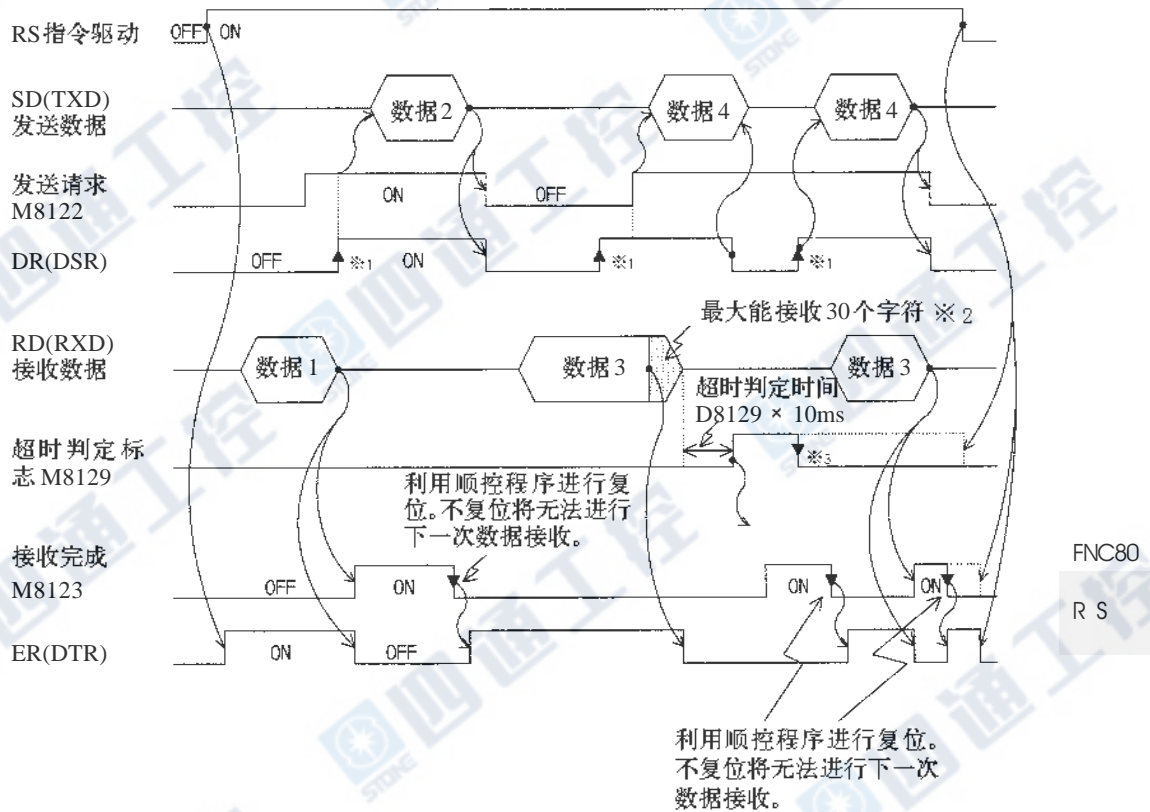 RS指令驱动
OFF
ON
SD(TXD)
发送数据
数据2
数据4
数据4
发送请求
M8122
ON
OFF
DR(DSR)
OFF
※1
ON
※1
※1
最大能接收30个字符 ※2
RD(RXD)
接收数据
数据1
数据3
数据3
超时判定时间
D8129 × 10ms
超时判定标
志 M8129
※3
利用顺控程序进行复
位。不复位将无法进行
下一次数据接收。
接收完成
M8123
OFF
ON
ON
ON
FNC80
R S
ER(DTR)
ON
OFF
利用顺控程序进行复位。
不复位将无法进行下一次
数据接收。
四通工控
STONE